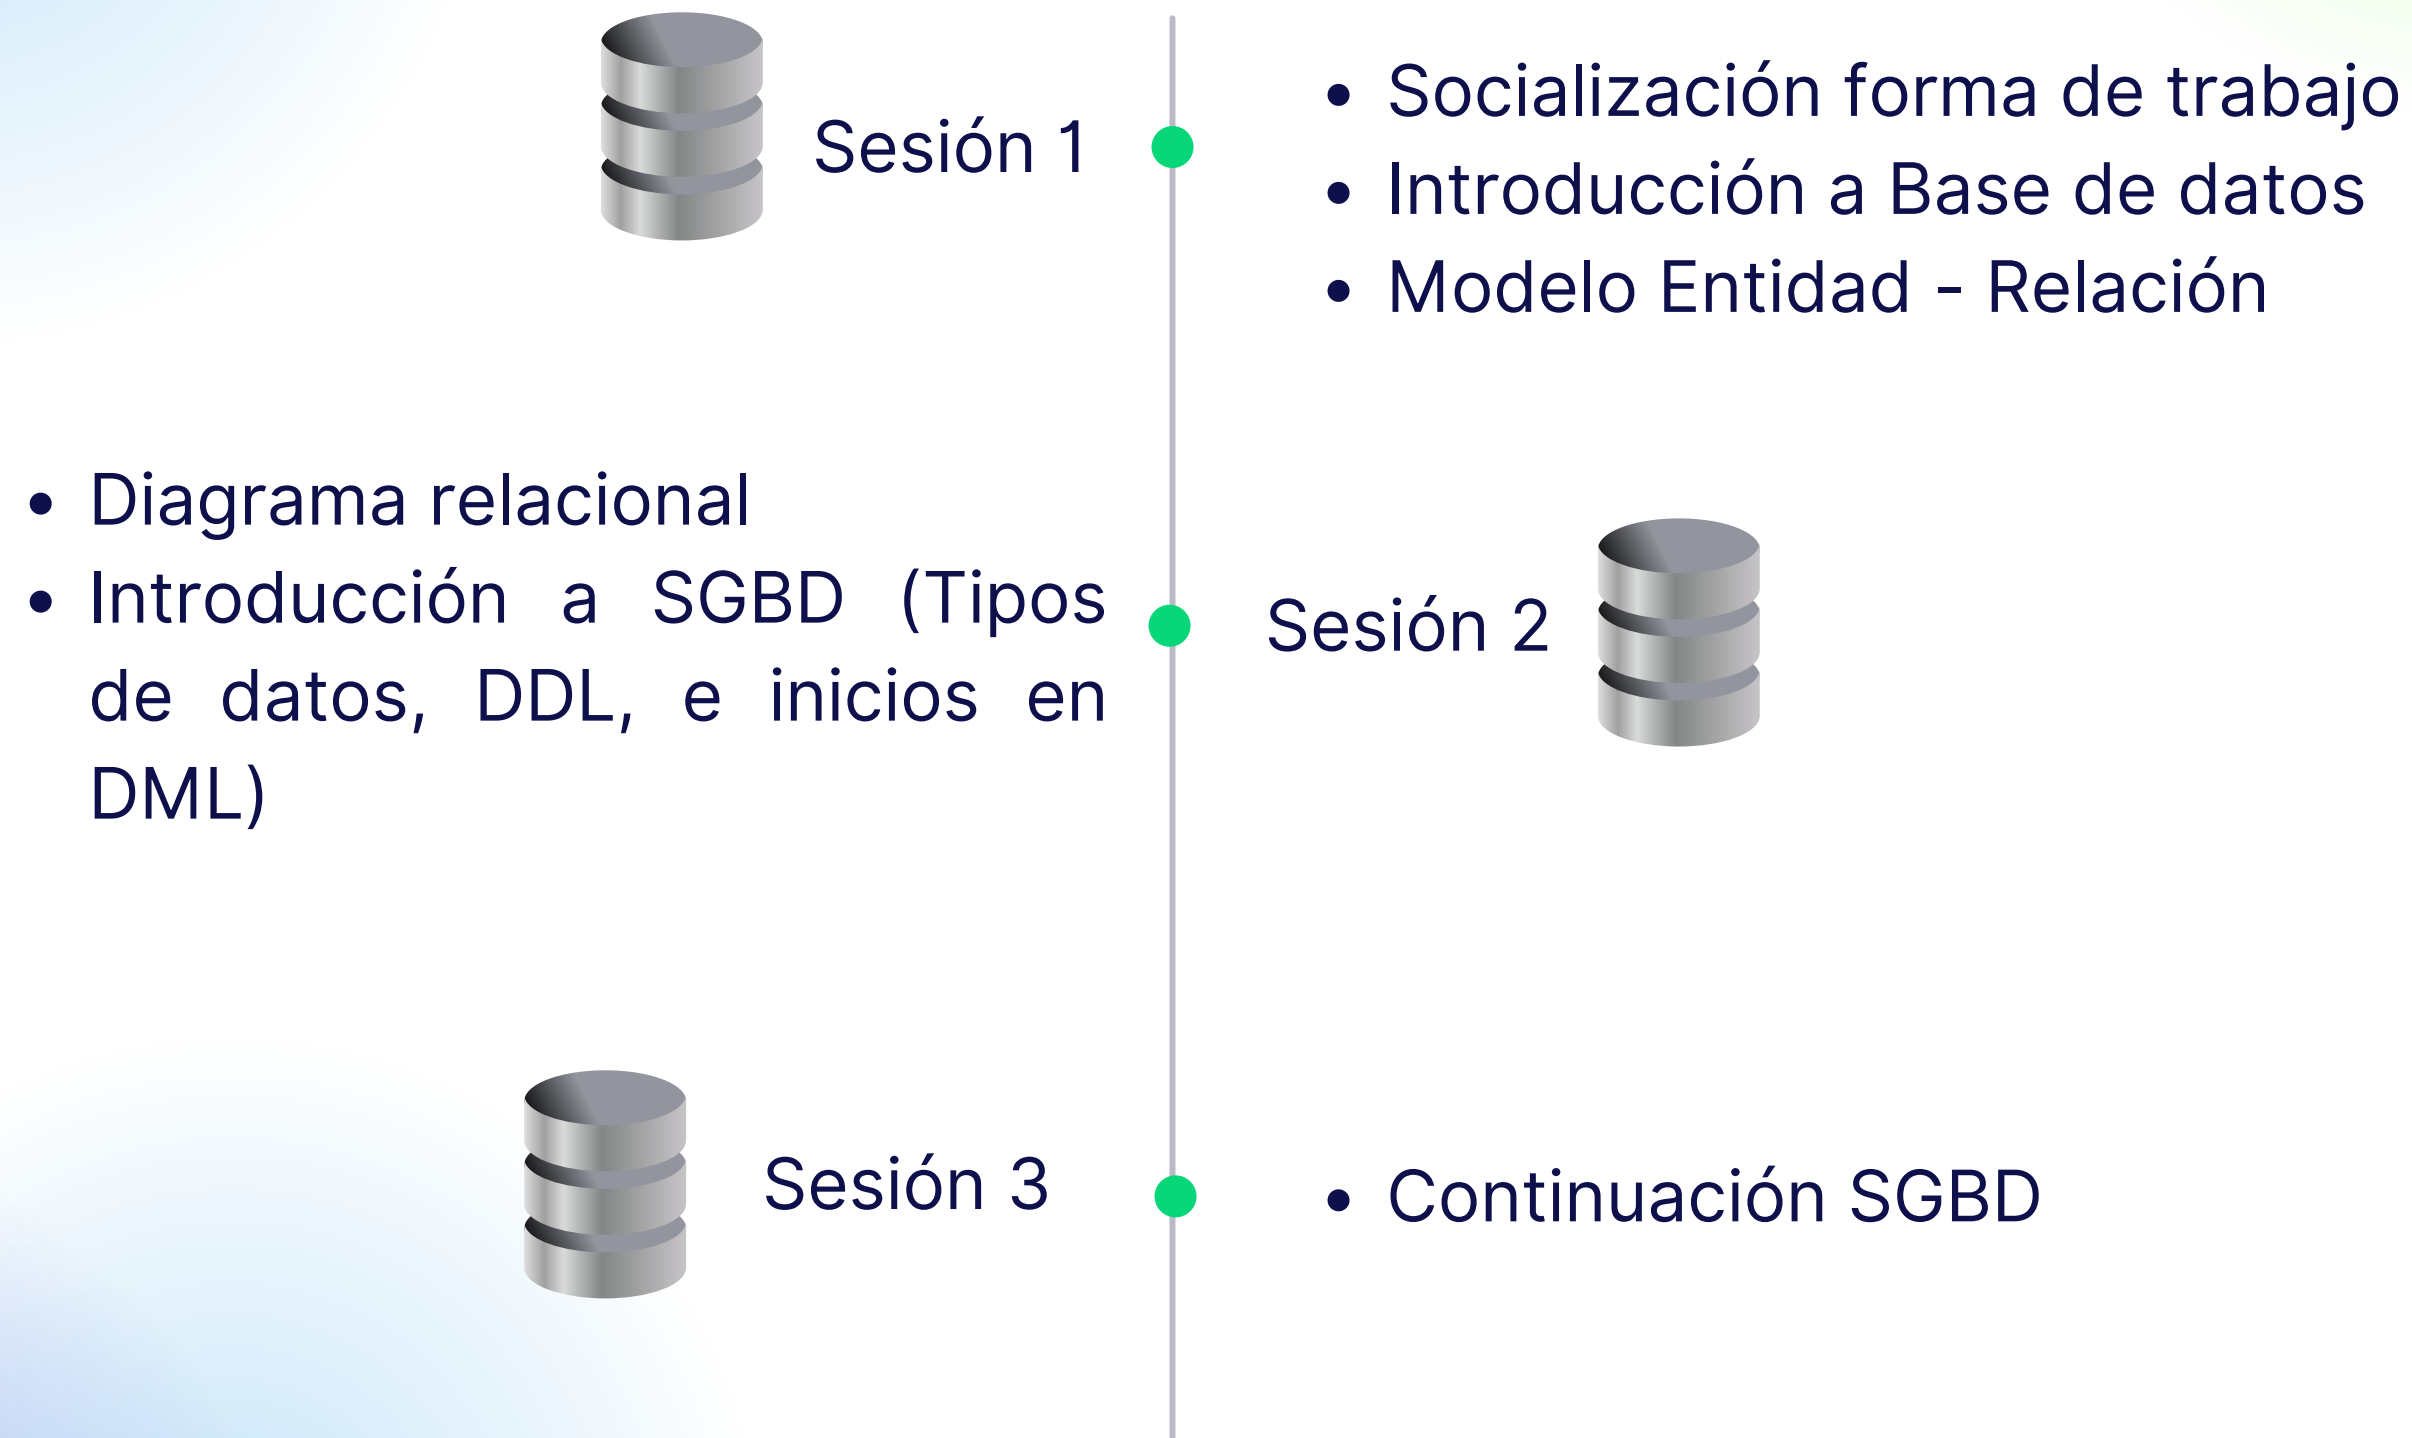 Sesión 1
• Socialización forma de trabajo
• Introducción a Base de datos
• Modelo Entidad - Relación
• Diagrama relacional
• Introducción a SGBD (Tipos
de datos, DDL, e inicios en
DML)
Sesión 2
Sesión 3
• Continuación SGBD